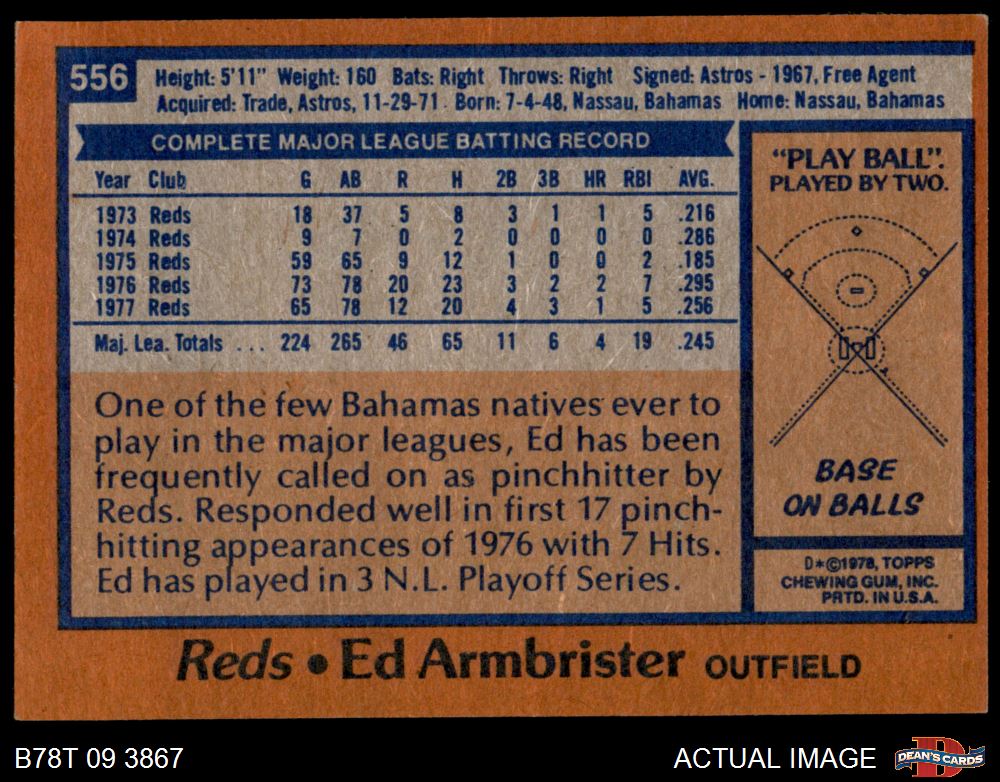 556
Height: 5'11" Weight: 160 Bats: Right Throws: Right Signed: Astros - 1967, Free Agent
Acquired: Trade, Astros, 11-29-71 Born: 7-4-48, Nassau, Bahamas Home: Nassau, Bahamas
COMPLETE MAJOR LEAGUE BATTING RECORD
Year Club G AB R H 2B 3B HR RBI AVG.
1973 Reds 18 37 5 8 3 1 1 5 .216
1974 Reds 9 7 0 2 0 0 0 0 .286
1975 Reds 59 65 9 12 1 0 0 2 .185
1976 Reds 73 78 20 23 3 2 2 7 .295
1977 Reds 65 78 12 20 4 3 1 5 .256
Maj. Lea. Totals ... 224 265 46 65 11 6 4 19 .245
One of the few Bahamas natives ever to
play in the major leagues, Ed has been
frequently called on as pinchhitter by
Reds. Responded well in first 17 pinch-
hitting appearances of 1976 with 7 Hits.
Ed has played in 3 N.L. Playoff Series.
"PLAY BALL".
PLAYED BY TWO.
BASE
ON BALLS
D*©1978, TOPPS
CHEWING GUM, INC.
PRTD. IN U.S.A.
Reds • Ed Armbrister OUTFIELD
B78T 09 3867
ACTUAL IMAGE
D
DEAN'S CARDS